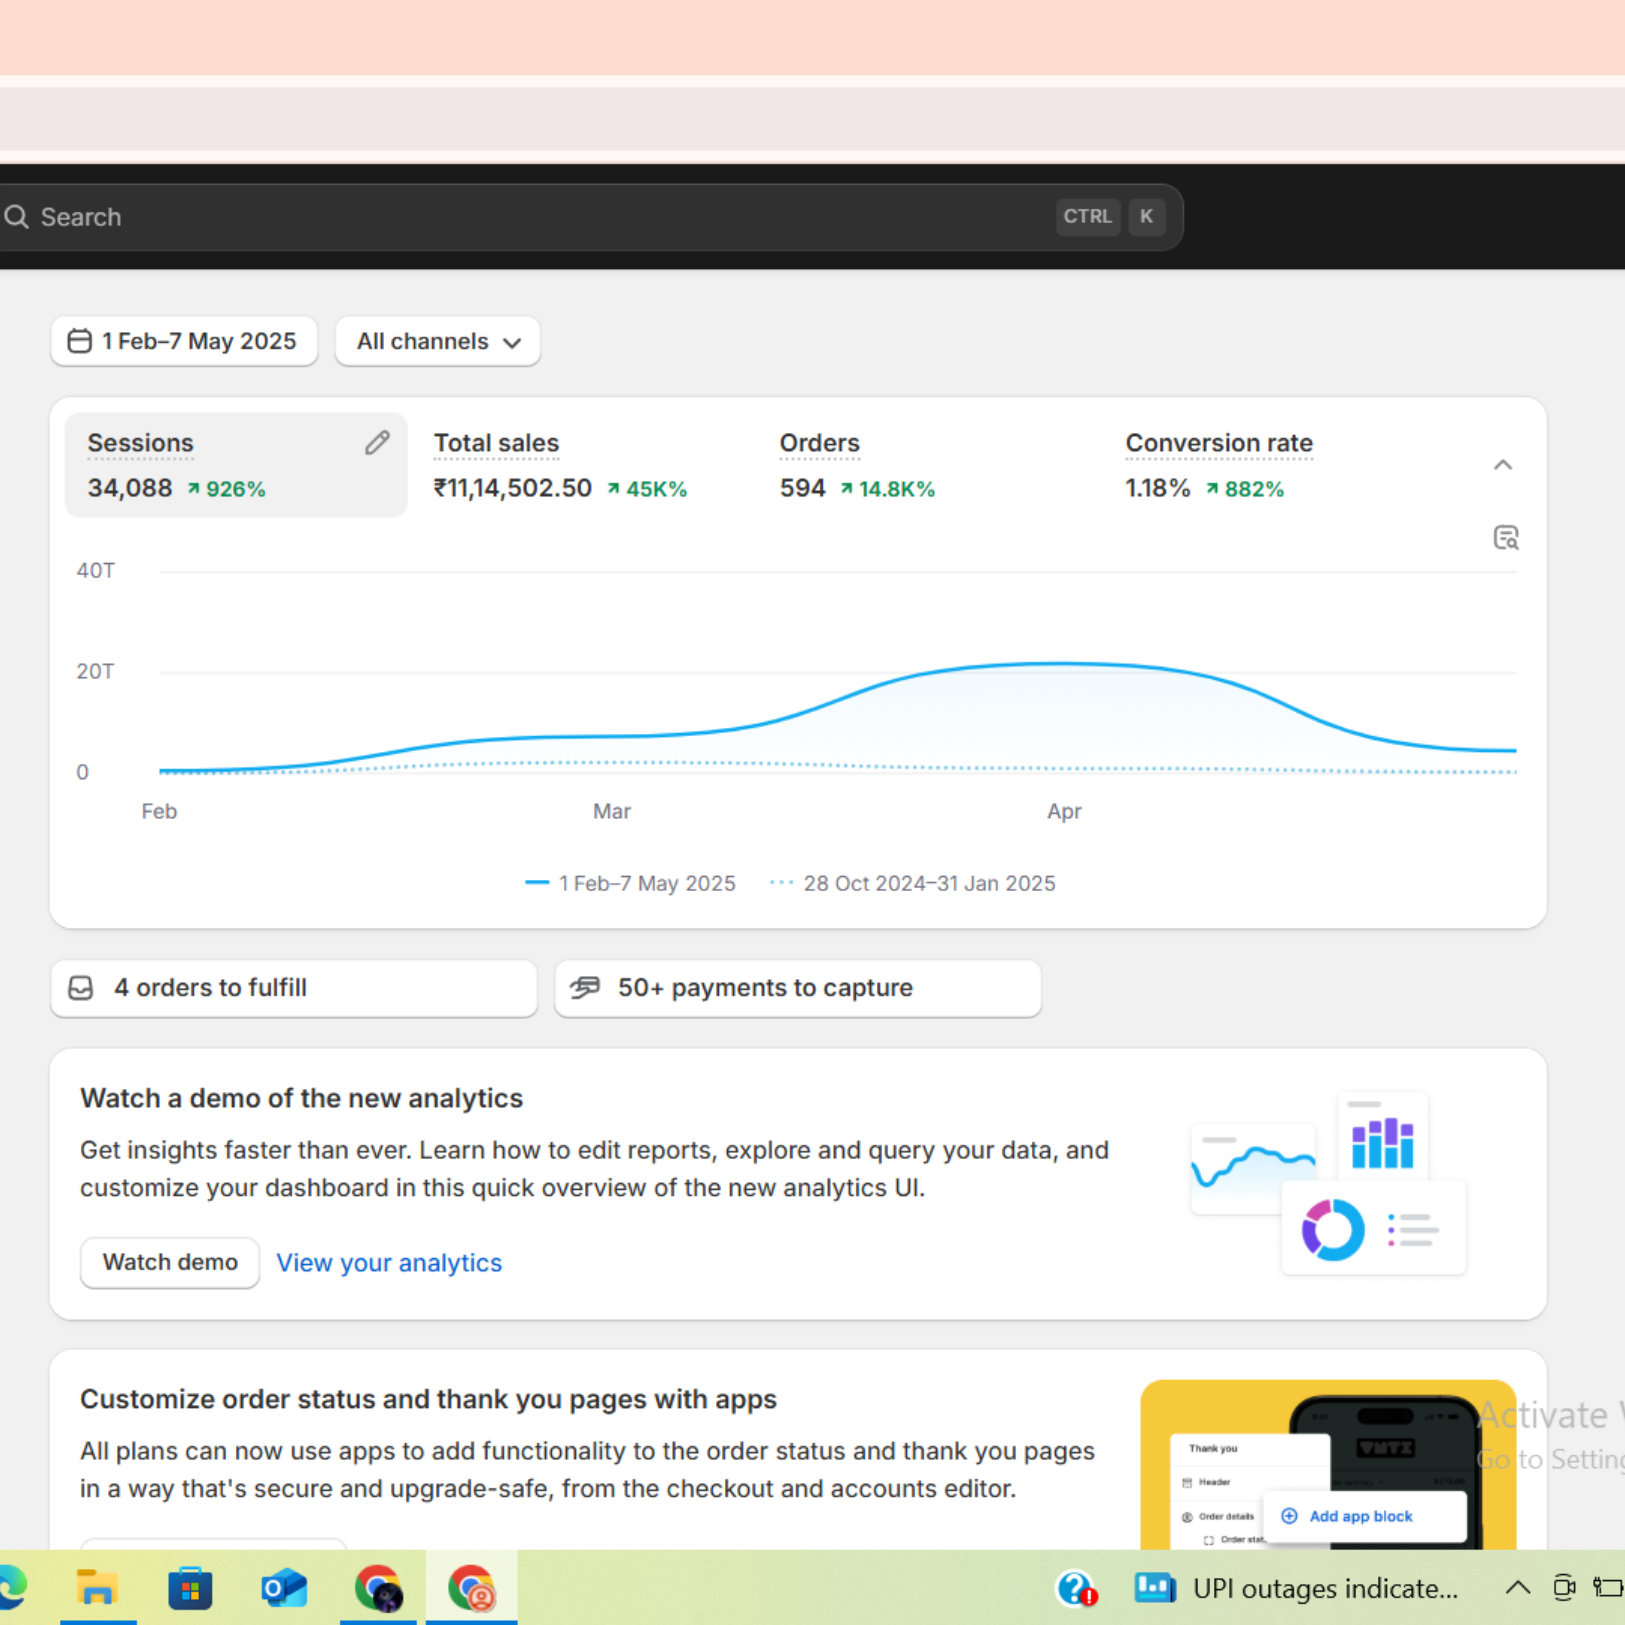 Search
CTRL K
1 Feb–7 May 2025
All channels
Sessions
34,088 926%
Total sales
₹11,14,502.50 45K%
Orders
594 14.8K%
Conversion rate
1.18% 882%
40T
20T
0
Feb Mar Apr
1 Feb–7 May 2025 28 Oct 2024–31 Jan 2025
4 orders to fulfill
50+ payments to capture
Watch a demo of the new analytics
Get insights faster than ever. Learn how to edit reports, explore and query your data, and
customize your dashboard in this quick overview of the new analytics UI.
Watch demo View your analytics
Customize order status and thank you pages with apps
All plans can now use apps to add functionality to the order status and thank you pages
in a way that's secure and upgrade-safe, from the checkout and accounts editor.
Thank you
Header
Order details
Order stat
Add app block
Activate
Go to Setting
UPI outages indicate...